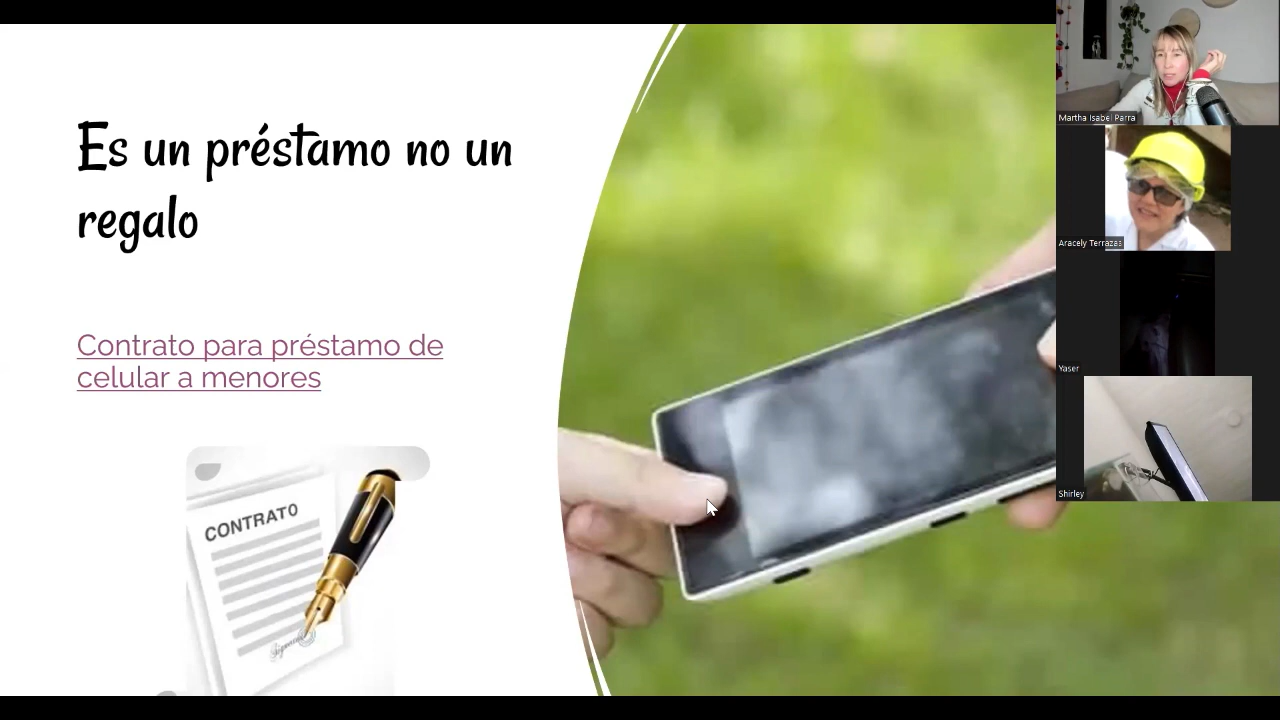 Es un préstamo no un
regalo
Contrato para préstamo de
celular a menores
CONTRATO
Martha Isabel Parra
Aracely Terrazas
Yaser
Shirley